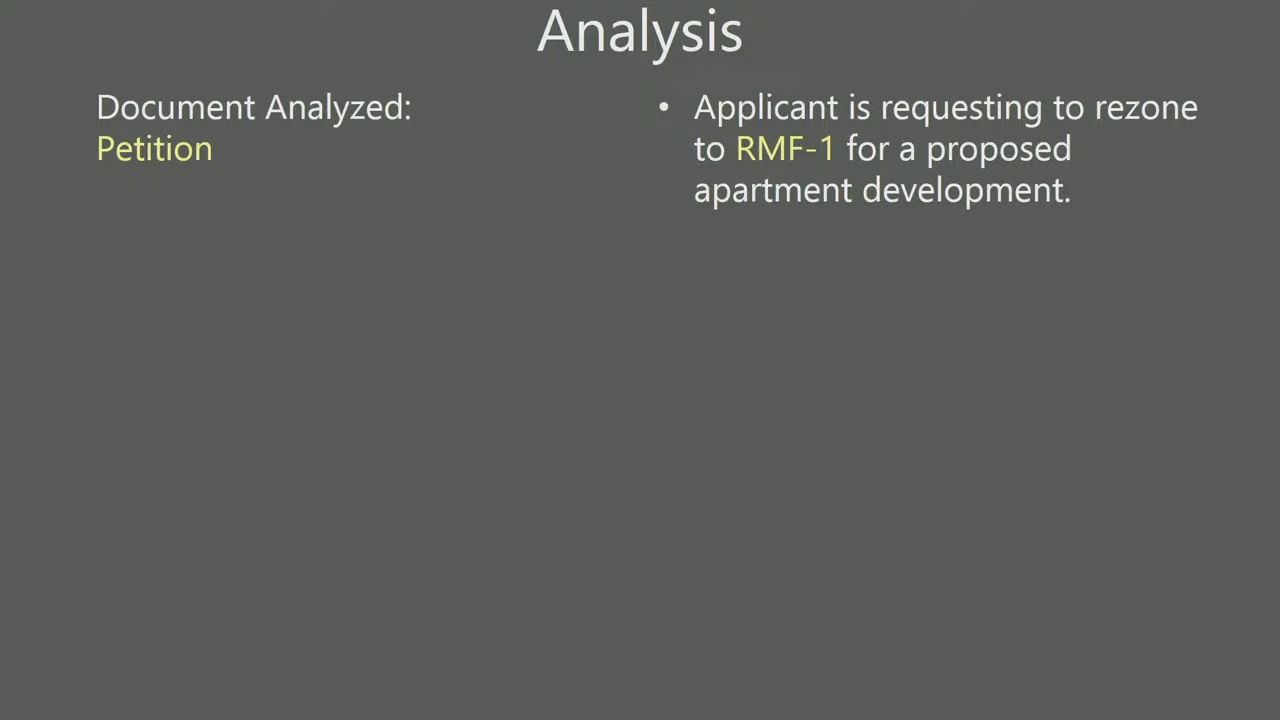 Analysis
Document Analyzed:
Petition
• Applicant is requesting to rezone
to RMF-1 for a proposed
apartment development.